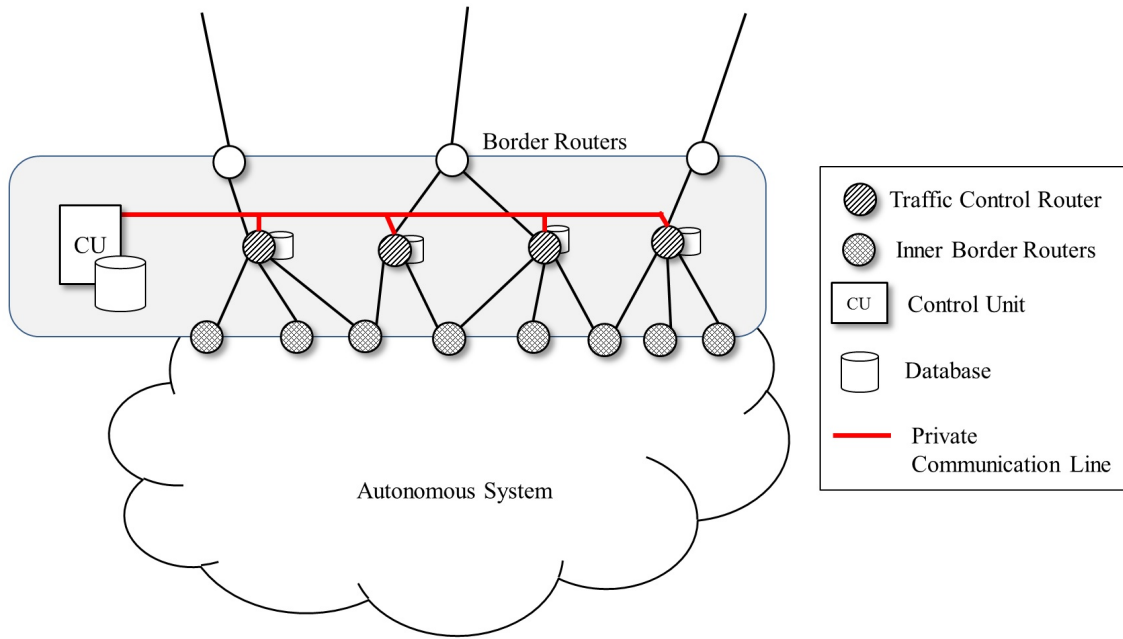 Border Routers
CU
Autonomous System
Traffic Control Router
Inner Border Routers
CU
Control Unit
Database
Private
Communication Line